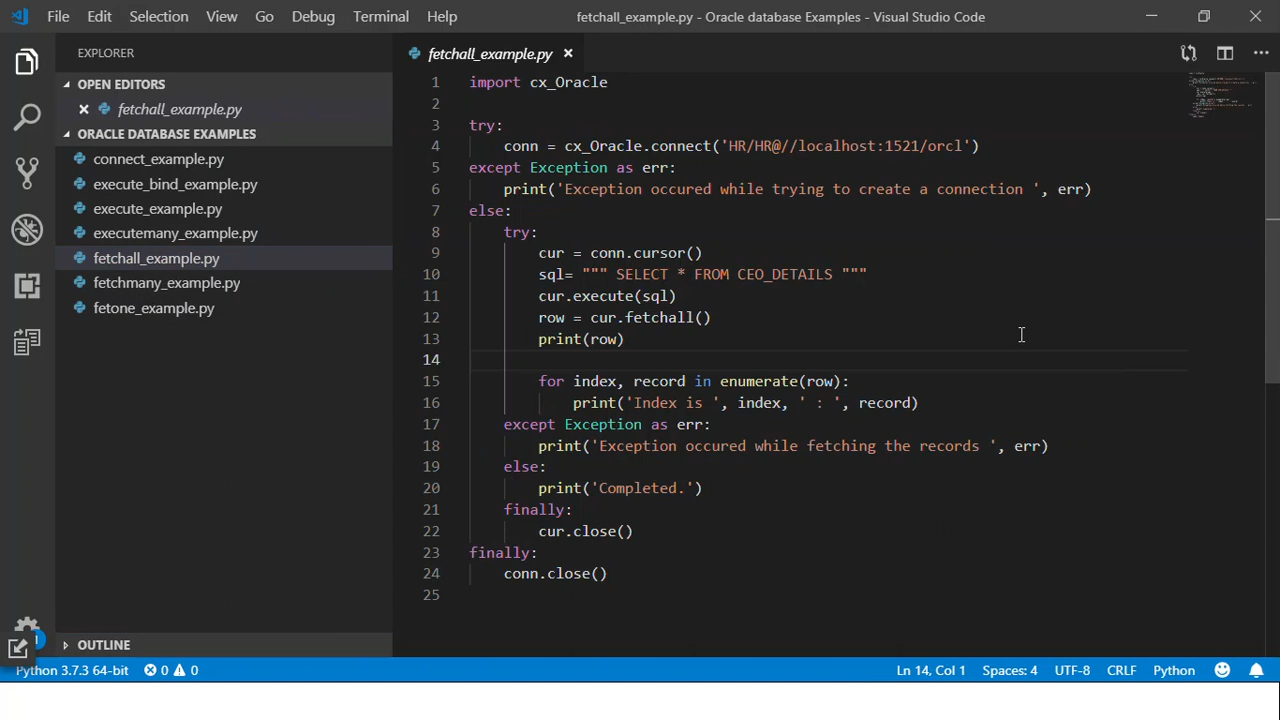 File Edit Selection View Go Debug Terminal Help fetchall_example.py - Oracle database Examples - Visual Studio Code
EXPLORER
OPEN EDITORS
fetchall_example.py
ORACLE DATABASE EXAMPLES
connect_example.py
execute_bind_example.py
execute_example.py
executemany_example.py
fetchall_example.py
fetchmany_example.py
fetone_example.py
OUTLINE
fetchall_example.py
1 import cx_Oracle
2
3 try:
4 conn = cx_Oracle.connect('HR/HR@//localhost:1521/orcl')
5 except Exception as err:
6 print('Exception occured while trying to create a connection ', err)
7 else:
8 try:
9 cur = conn.cursor()
10 sql= """ SELECT * FROM CEO_DETAILS """
11 cur.execute(sql)
12 row = cur.fetchall()
13 print(row)
14
15 for index, record in enumerate(row):
16 print('Index is ', index, ' : ', record)
17 except Exception as err:
18 print('Exception occured while fetching the records ', err)
19 else:
20 print('Completed.')
21 finally:
22 cur.close()
23 finally:
24 conn.close()
25
Python 3.7.3 64-bit 0 0 Ln 14, Col 1 Spaces: 4 UTF-8 CRLF Python